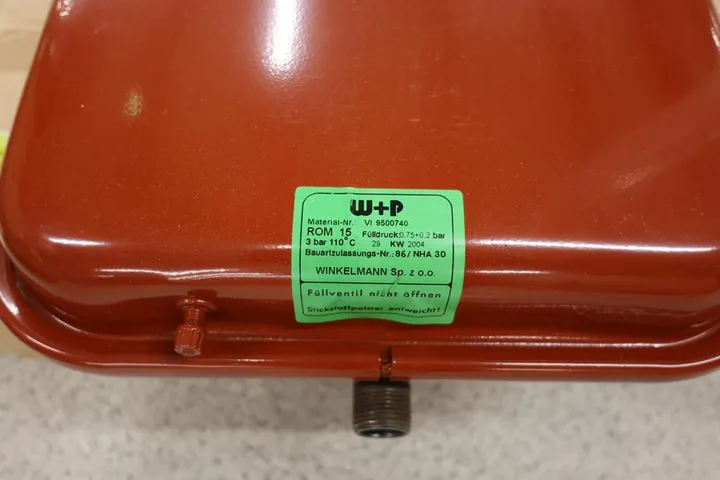 W+P
Material-Nr. VI 9500740
ROM 15 Fülldruck:0.75+0.2 bar
3 bar 110°C 29 KW 2004
Bauartzulassungs-Nr.: 86/ NHA 30
WINKELMANN Sp. z o.o.
Füllventil nicht öffnen
Stickstoffpolster entweicht!